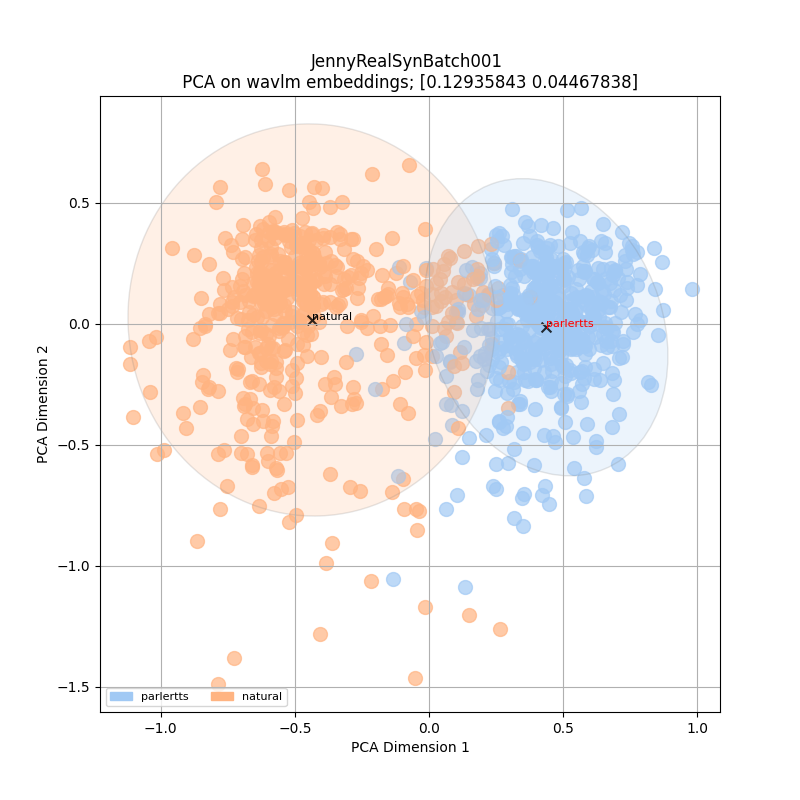 JennyRealSynBatch001
PCA on wavlm embeddings; [0.12935843 0.04467838]
PCA Dimension 2
0.5
0.0
−0.5
−1.0
−1.5
natural
parlertts
parlertts natural
−1.0 −0.5 0.0 0.5 1.0
PCA Dimension 1